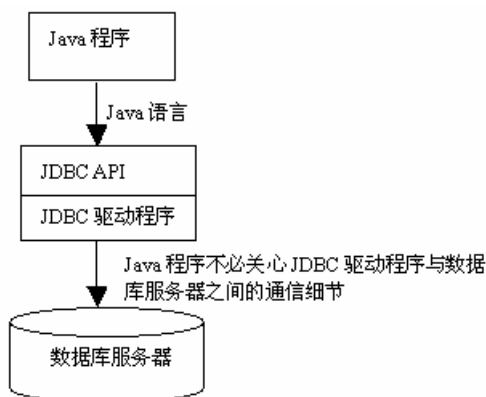 Java 程序
Java 语言
JDBC API
JDBC 驱动程序
Java 程序不必关心 JDBC 驱动程序与数据
库服务器之间的通信细节
数据库服务器